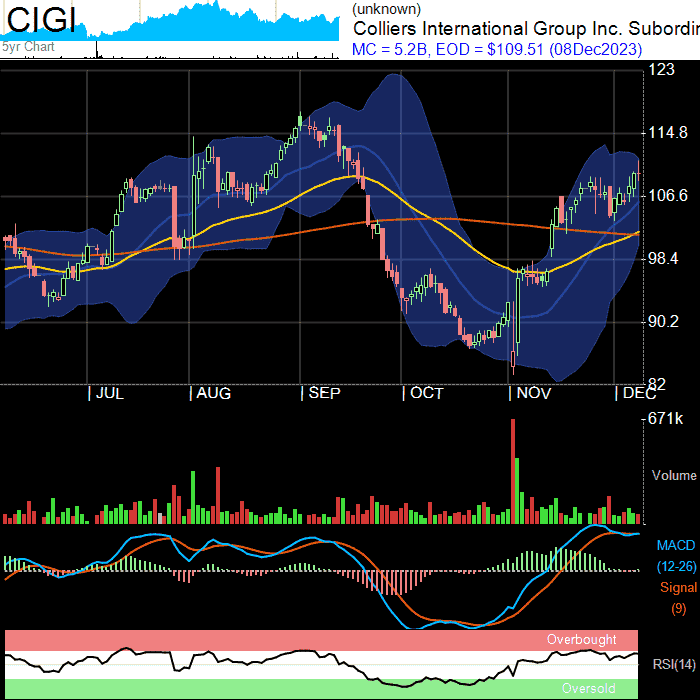 CIGI
5yr Chart
(unknown)
Colliers International Group Inc. Subordin
MC = 5.2B, EOD = $109.51 (08Dec2023)
123
114.8
106.6
98.4
90.2
82
JUL AUG SEP OCT NOV DEC
671k
Volume
MACD
(12-26)
Signal
(9)
Overbought
RSI(14)
Oversold